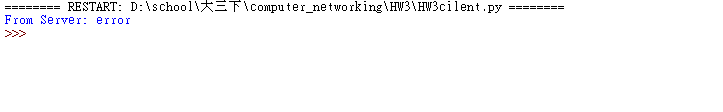 ======== RESTART: D:\school\大三下\computer_networking\HW3\HW3cilent.py ========
From Server: error
>>>